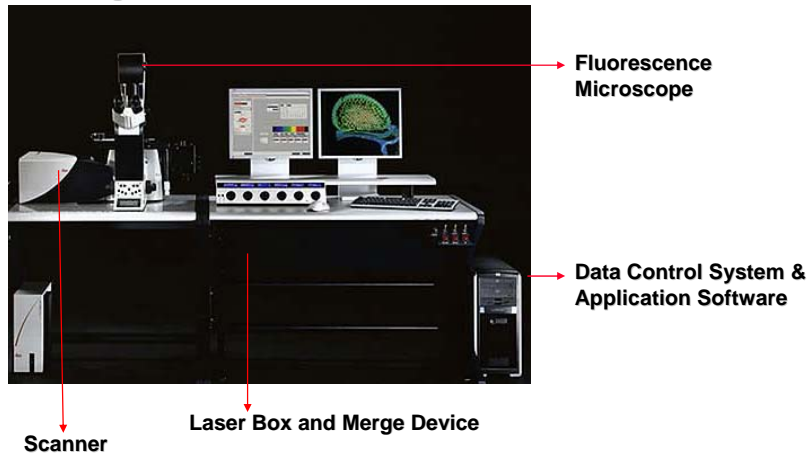 Fluorescence
Microscope
Data Control System &
Application Software
Laser Box and Merge Device
Scanner